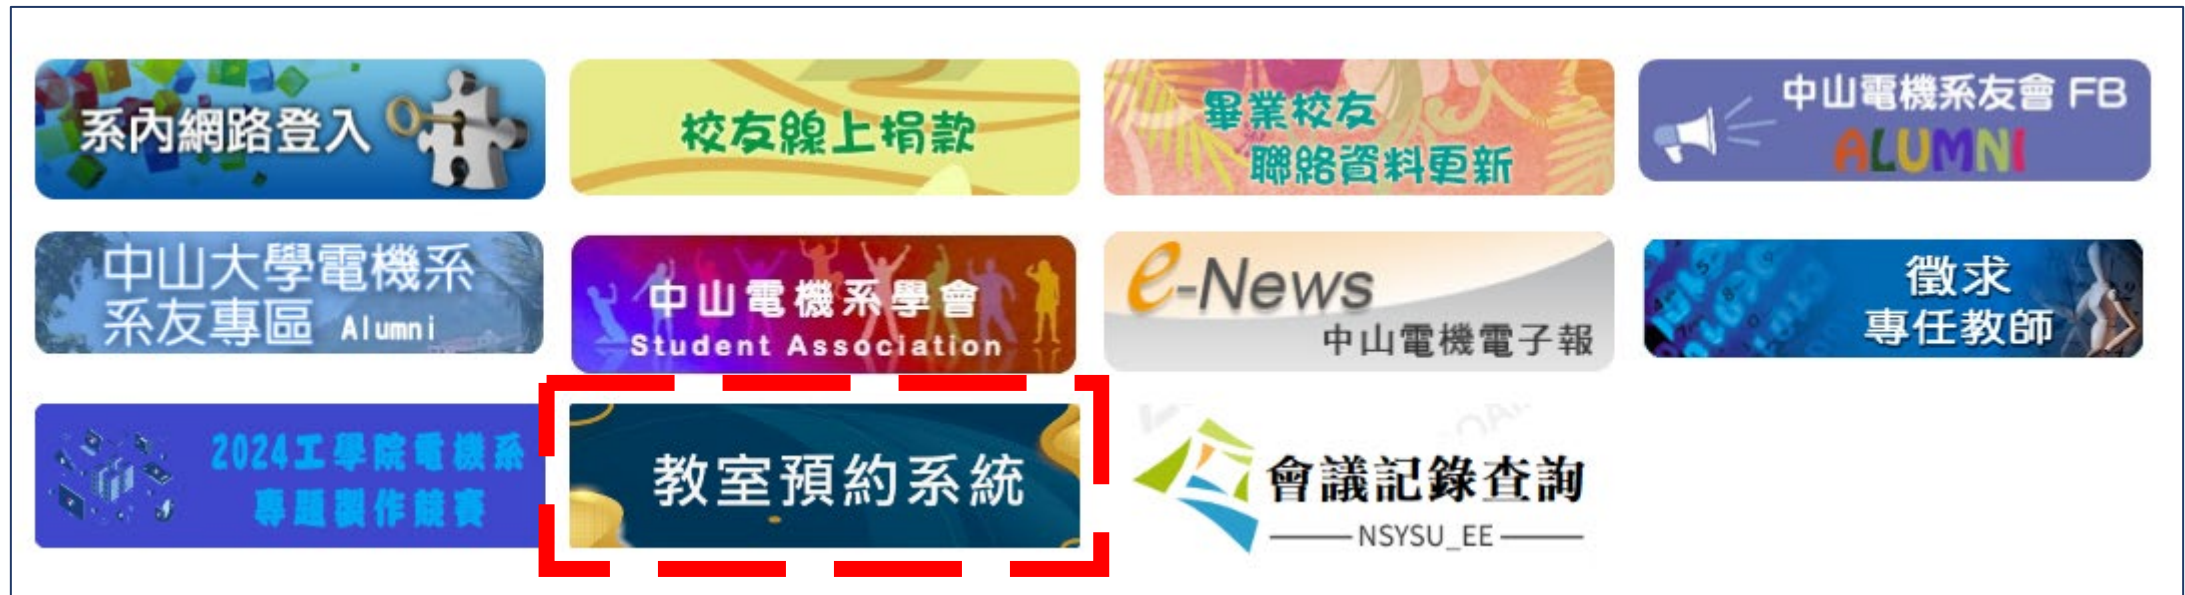 系內網路登入
校友線上捐款
畢業校友
聯絡資料更新
中山電機系友會 FB
ALUMNI
中山大學電機系
系友專區 Alumni
中山電機系學會
Student Association
e-News
中山電機電子報
徵求
專任教師
2024工學院電機系
專題製作競賽
教室預約系統
會議記錄查詢
NSYSU_EE